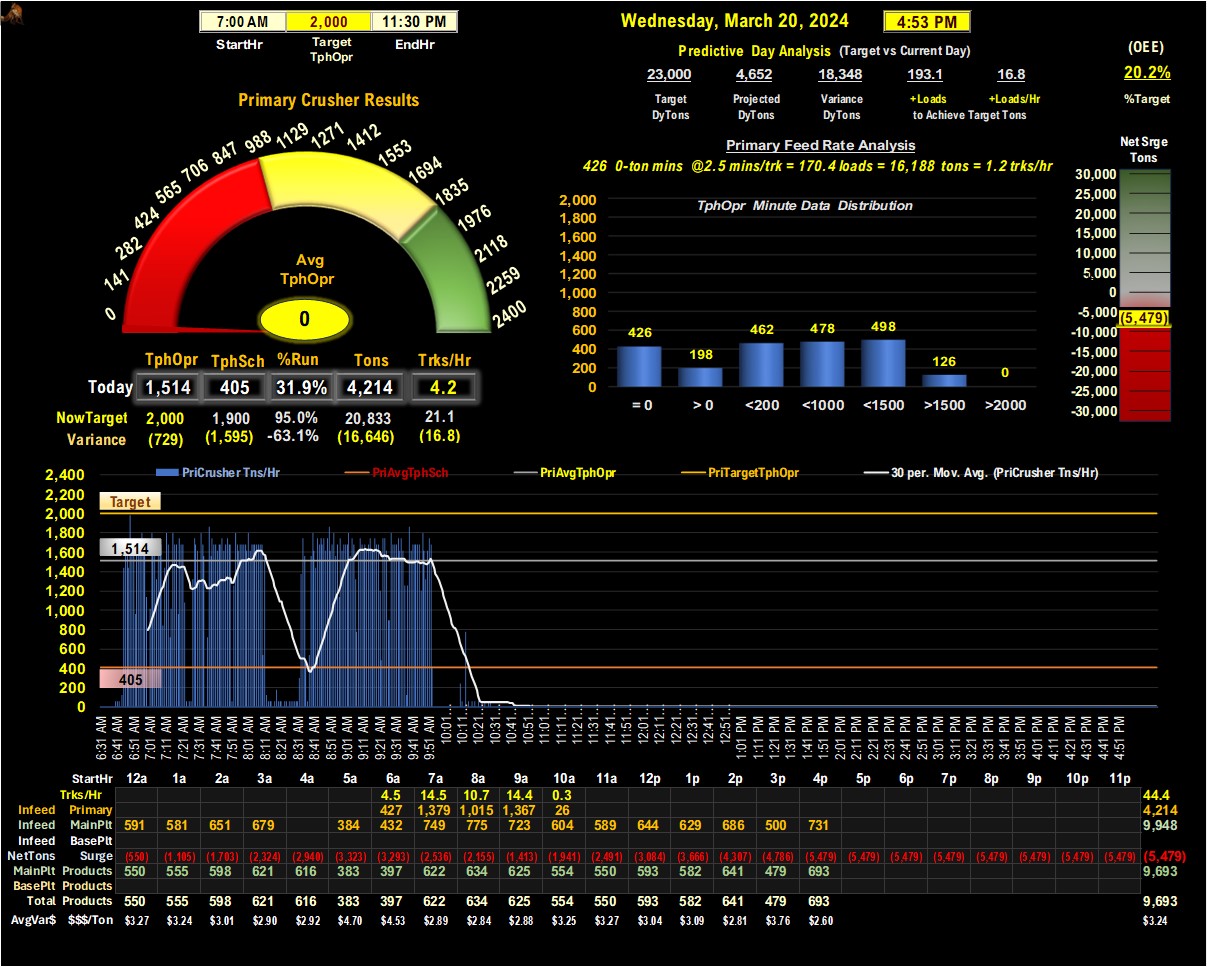 7:00 AM 2,000 11:30 PM
StartHr Target TphOpr EndHr
Wednesday, March 20, 2024 4:53 PM
Predictive Day Analysis (Target vs Current Day)
23,000 4,652 18,348 193.1 16.8
Target Projected Variance +Loads +Loads/Hr
DyTons DyTons DyTons to Achieve Target Tons
(OEE)
20.2%
%Target
Primary Crusher Results
0 141 282 424 565 706 847 988 1129 1271 1412 1553 1694 1835 1976 2118 2259 2400
Avg
TphOpr
0
TphOpr TphSch %Run Tons Trks/Hr
Today 1,514 405 31.9% 4,214 4.2
NowTarget 2,000 1,900 95.0% 20,833 21.1
Variance (729) (1,595) -63.1% (16,646) (16.8)
Primary Feed Rate Analysis
426 0-ton mins @2.5 mins/trk = 170.4 loads = 16,188 tons = 1.2 trks/hr
TphOpr Minute Data Distribution
2,000
1,800
1,600
1,400
1,200
1,000
800
600
400
200
0
426 198 462 478 498 126 0
= 0 > 0 <200 <1000 <1500 >1500 >2000
Net Srge
Tons
30,000
25,000
20,000
15,000
10,000
5,000
0
-5,000
(5,479)
-10,000
-15,000
-20,000
-25,000
-30,000
PriCrusher Tns/Hr PriAvgTphSch PriAvgTphOpr PriTargetTphOpr 30 per. Mov. Avg. (PriCrusher Tns/Hr)
2,400
2,200
2,000
1,800
1,600
1,400
1,200
1,000
800
600
400
200
0
Target
1,514
405
6:31 AM 6:41 AM 7:01 AM 7:11 AM 7:21 AM 7:31 AM 7:41 AM 7:51 AM 8:01 AM 8:11 AM 8:21 AM 8:31 AM 8:41 AM 8:51 AM 9:01 AM 9:11 AM 9:21 AM 9:31 AM 9:41 AM 9:51 AM 10:01… 10:11… 10:21… 10:31… 10:41… 10:51… 11:01… 11:11… 11:21… 11:31… 11:41… 11:51… 12:01… 12:11… 12:21… 12:31… 12:41… 12:51… 1:01 PM 1:11 PM 1:21 PM 1:31 PM 1:41 PM 1:51 PM 2:01 PM 2:11 PM 2:21 PM 2:31 PM 2:41 PM 2:51 PM 3:01 PM 3:11 PM 3:21 PM 3:31 PM 3:41 PM 3:51 PM 4:01 PM 4:11 PM 4:21 PM 4:31 PM 4:41 PM 4:51 PM
StartHr 12a 1a 2a 3a 4a 5a 6a 7a 8a 9a 10a 11a 12p 1p 2p 3p 4p 5p 6p 7p 8p 9p 10p 11p
Trks/Hr 4.5 14.5 10.7 14.4 0.3 44.4
Infeed Primary 427 1,379 1,015 1,367 26 4,214
Infeed MainPlt 591 581 651 679 384 432 749 775 723 604 589 644 629 686 500 731 9,948
Infeed BasePlt
NetTons Surge (550) (1,105) (1,703) (2,324) (2,940) (3,323) (3,293) (2,536) (2,155) (1,413) (1,941) (2,491) (3,084) (3,666) (4,307) (4,786) (5,479) (5,479) (5,479) (5,479) (5,479) (5,479) (5,479) (5,479) (5,479)
MainPlt Products 550 555 598 621 616 383 397 622 634 625 554 550 593 582 641 479 693 9,693
BasePlt Products
Total Products 550 555 598 621 616 383 397 622 634 625 554 550 593 582 641 479 693 9,693
AvgVar$ $$$/Ton $3.27 $3.24 $3.01 $2.90 $2.92 $4.70 $4.53 $2.89 $2.84 $2.88 $3.25 $3.27 $3.04 $3.09 $2.81 $3.76 $2.60 $3.24